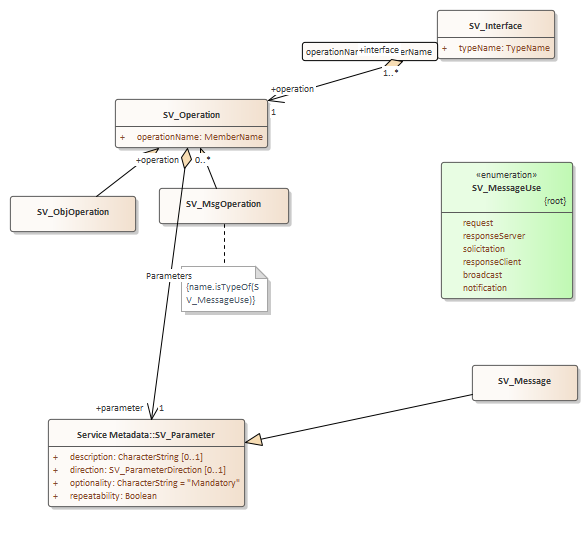 SV_Interface
+ typeName: TypeName
operationNar
+interface
erName
1..*
+operation
1
SV_Operation
+ operationName: MemberName
+operation
0..*
SV_ObjOperation
SV_MsgOperation
«enumeration»
SV_MessageUse
{root}
request
responseServer
solicitation
responseClient
broadcast
notification
Parameters
{name.isTypeOf(S
V_MessageUse)}
SV_Message
+parameter
1
Service Metadata::SV_Parameter
+ description: CharacterString [0..1]
+ direction: SV_ParameterDirection [0..1]
+ optionality: CharacterString = "Mandatory"
+ repeatability: Boolean